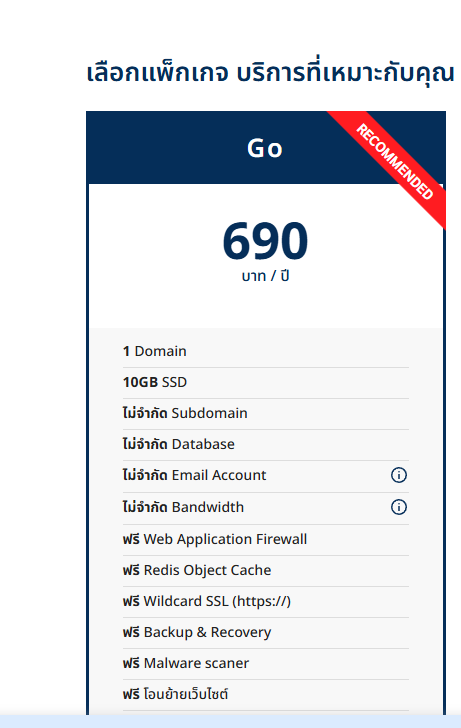 เลือกแพ็กเกจ บริการที่เหมาะกับคุณ
Go
RECOMMENDED
690
บาท / ปี
1 Domain
10GB SSD
ไม่จำกัด Subdomain
ไม่จำกัด Database
ไม่จำกัด Email Account
ไม่จำกัด Bandwidth
ฟรี Web Application Firewall
ฟรี Redis Object Cache
ฟรี Wildcard SSL (https://)
ฟรี Backup & Recovery
ฟรี Malware scaner
ฟรี โอนย้ายเว็บไซต์